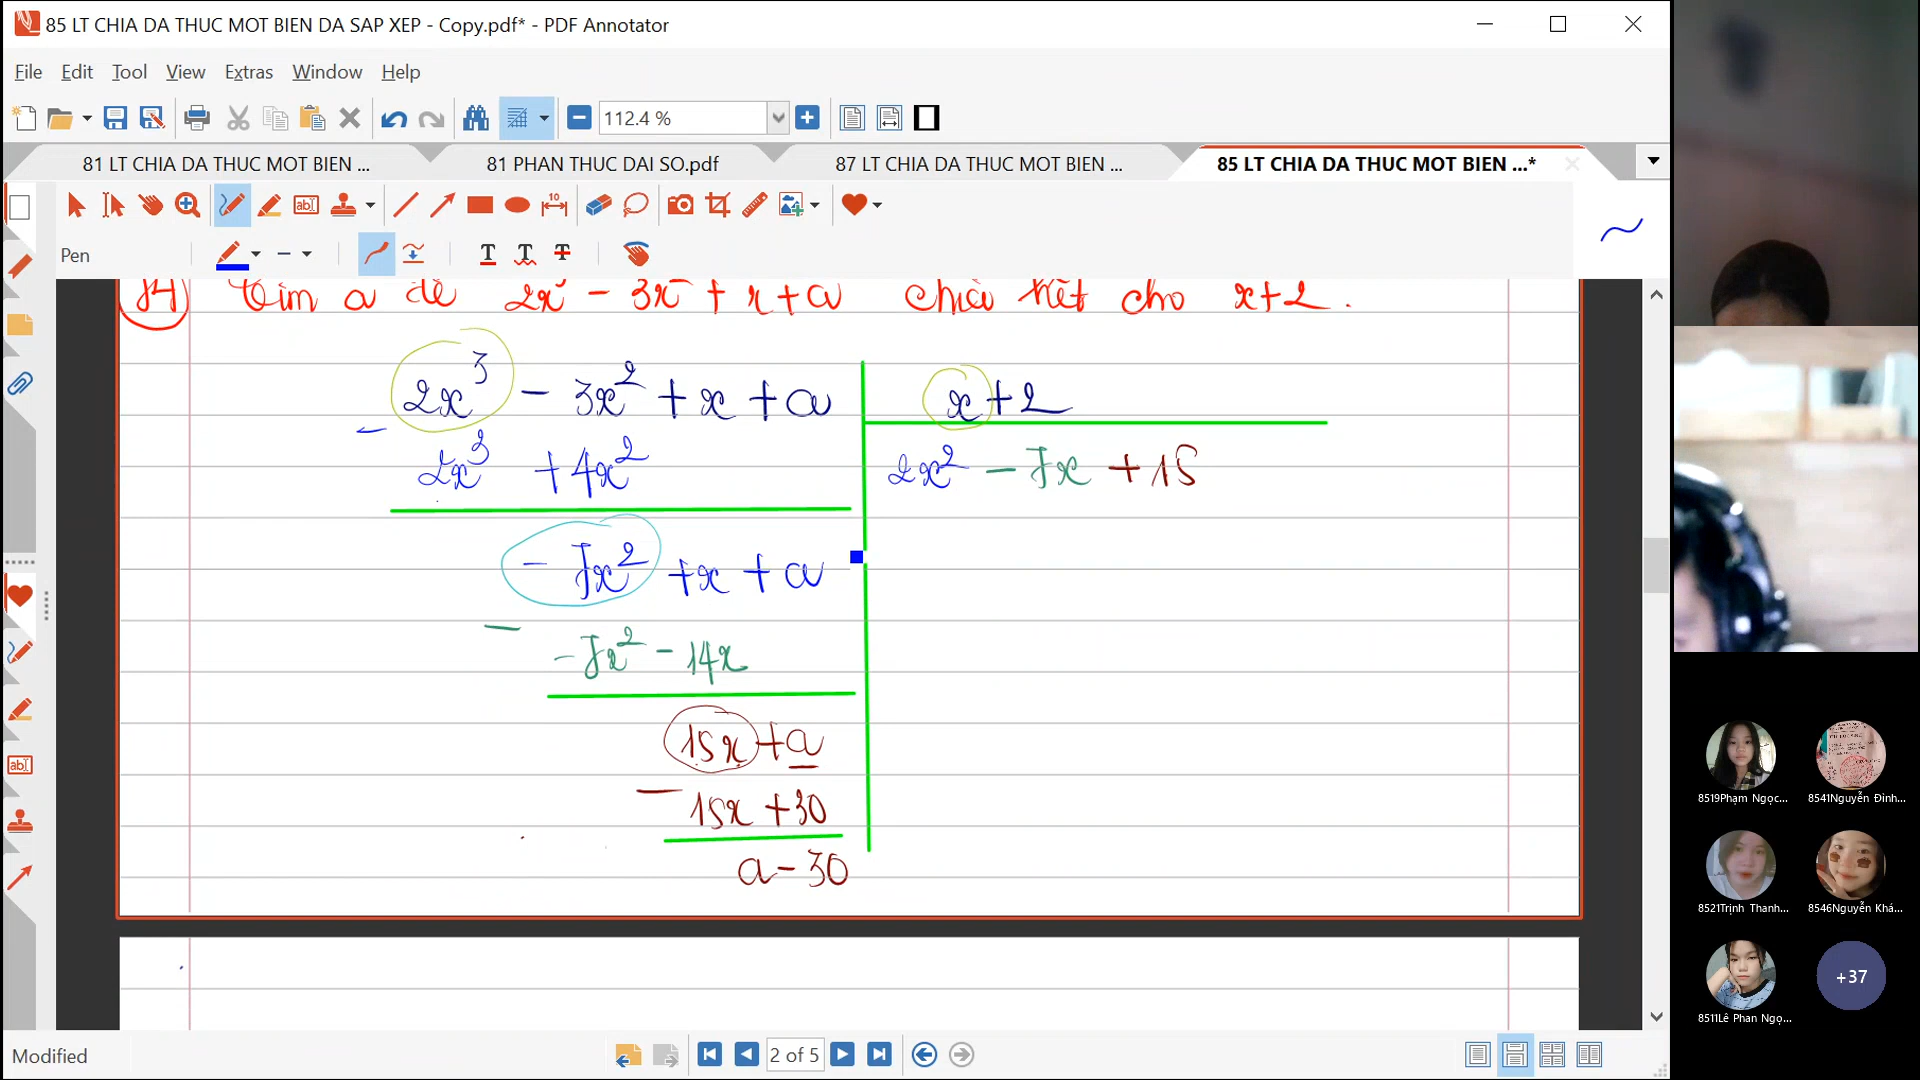 85 LT CHIA DA THUC MOT BIEN DA SAP XEP - Copy.pdf* - PDF Annotator
File Edit Tool View Extras Window Help
112.4 %
81 LT CHIA DA THUC MOT BIEN ...
81 PHAN THUC DAI SO.pdf
87 LT CHIA DA THUC MOT BIEN ...
85 LT CHIA DA THUC MOT BIEN ...*
Pen
Tìm a để 2x³ - 3x² + x + a chia hết cho x+2.
2x³ - 3x² + x + a
x+2
2x³ + 4x²
2x² - 7x + 15
- 7x² + x + a
- 7x² - 14x
15x + a
15x + 30
a - 30
8519Phạm Ngọc...
8541Nguyễn Đình...
8521Trịnh Thanh...
8546Nguyễn Khá...
8511Lê Phan Ngọ...
+37
Modified
2 of 5